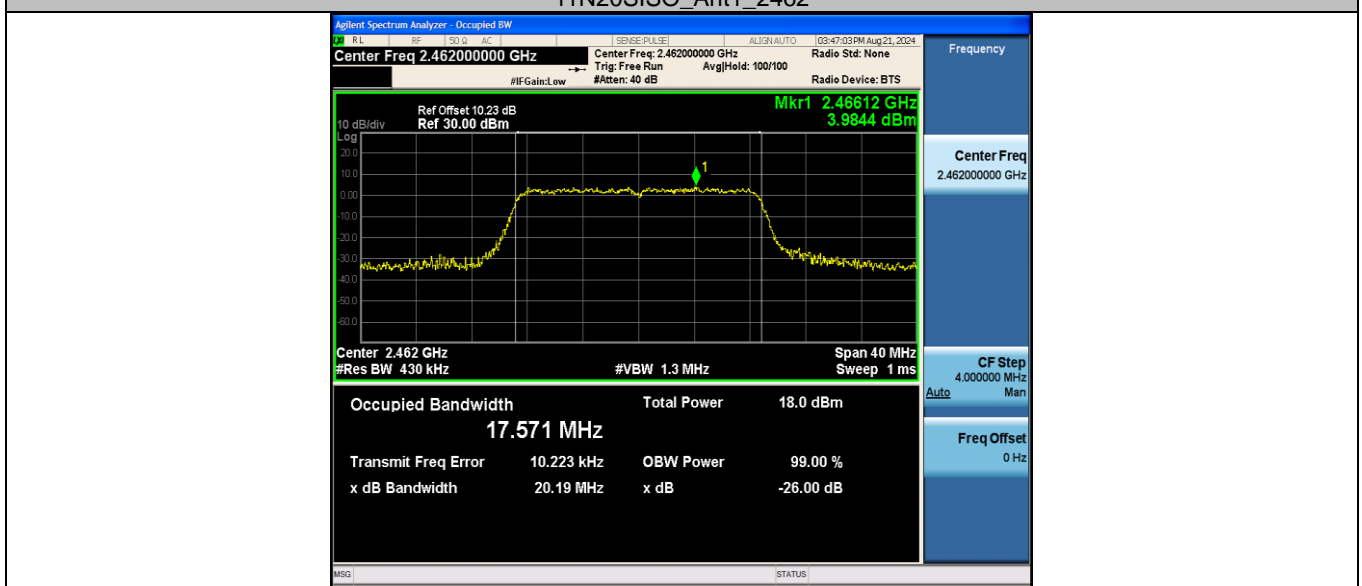 11N20SISO_Ant1_2462
Agilent Spectrum Analyzer - Occupied BW
RL RF 50 Ω AC SENSE:PULSE ALIGN AUTO 03:47:03 PM Aug 21, 2024
Center Freq 2.462000000 GHz
Center Freq: 2.462000000 GHz
Radio Std: None
Trig: Free Run Avg|Hold: 100/100
#IFGain:Low #Atten: 40 dB Radio Device: BTS
Mkr1 2.46612 GHz
3.9844 dBm
Ref Offset 10.23 dB
10 dB/div Ref 30.00 dBm
Log
20.0
10.0
0.00
-10.0
-20.0
-30.0
-40.0
-50.0
-60.0
1
Center 2.462 GHz Span 40 MHz
#Res BW 430 kHz #VBW 1.3 MHz Sweep 1 ms
Occupied Bandwidth Total Power 18.0 dBm
17.571 MHz
Transmit Freq Error 10.223 kHz OBW Power 99.00 %
x dB Bandwidth 20.19 MHz x dB -26.00 dB
MSG STATUS
Frequency
Center Freq
2.462000000 GHz
CF Step
4.000000 MHz
Auto Man
Freq Offset
0 Hz